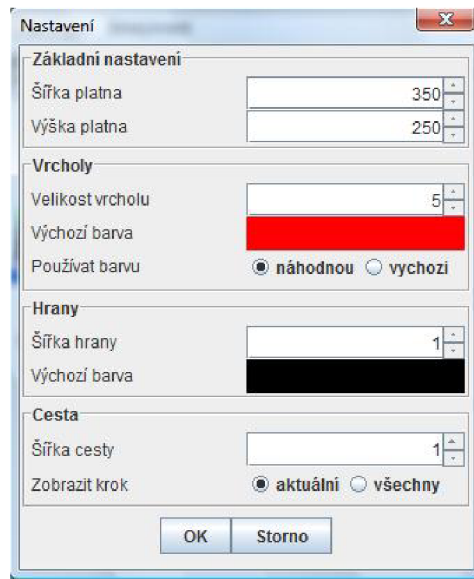 Nastavení
Základní nastavení
Šířka platna 350
Výška platna 250
Vrcholy
Velikost vrcholu 5
Výchozí barva
Používat barvu náhodnou vychozí
Hrany
Šířka hrany 1
Výchozí barva
Cesta
Šířka cesty 1
Zobrazit krok aktuální všechny
OK Storno